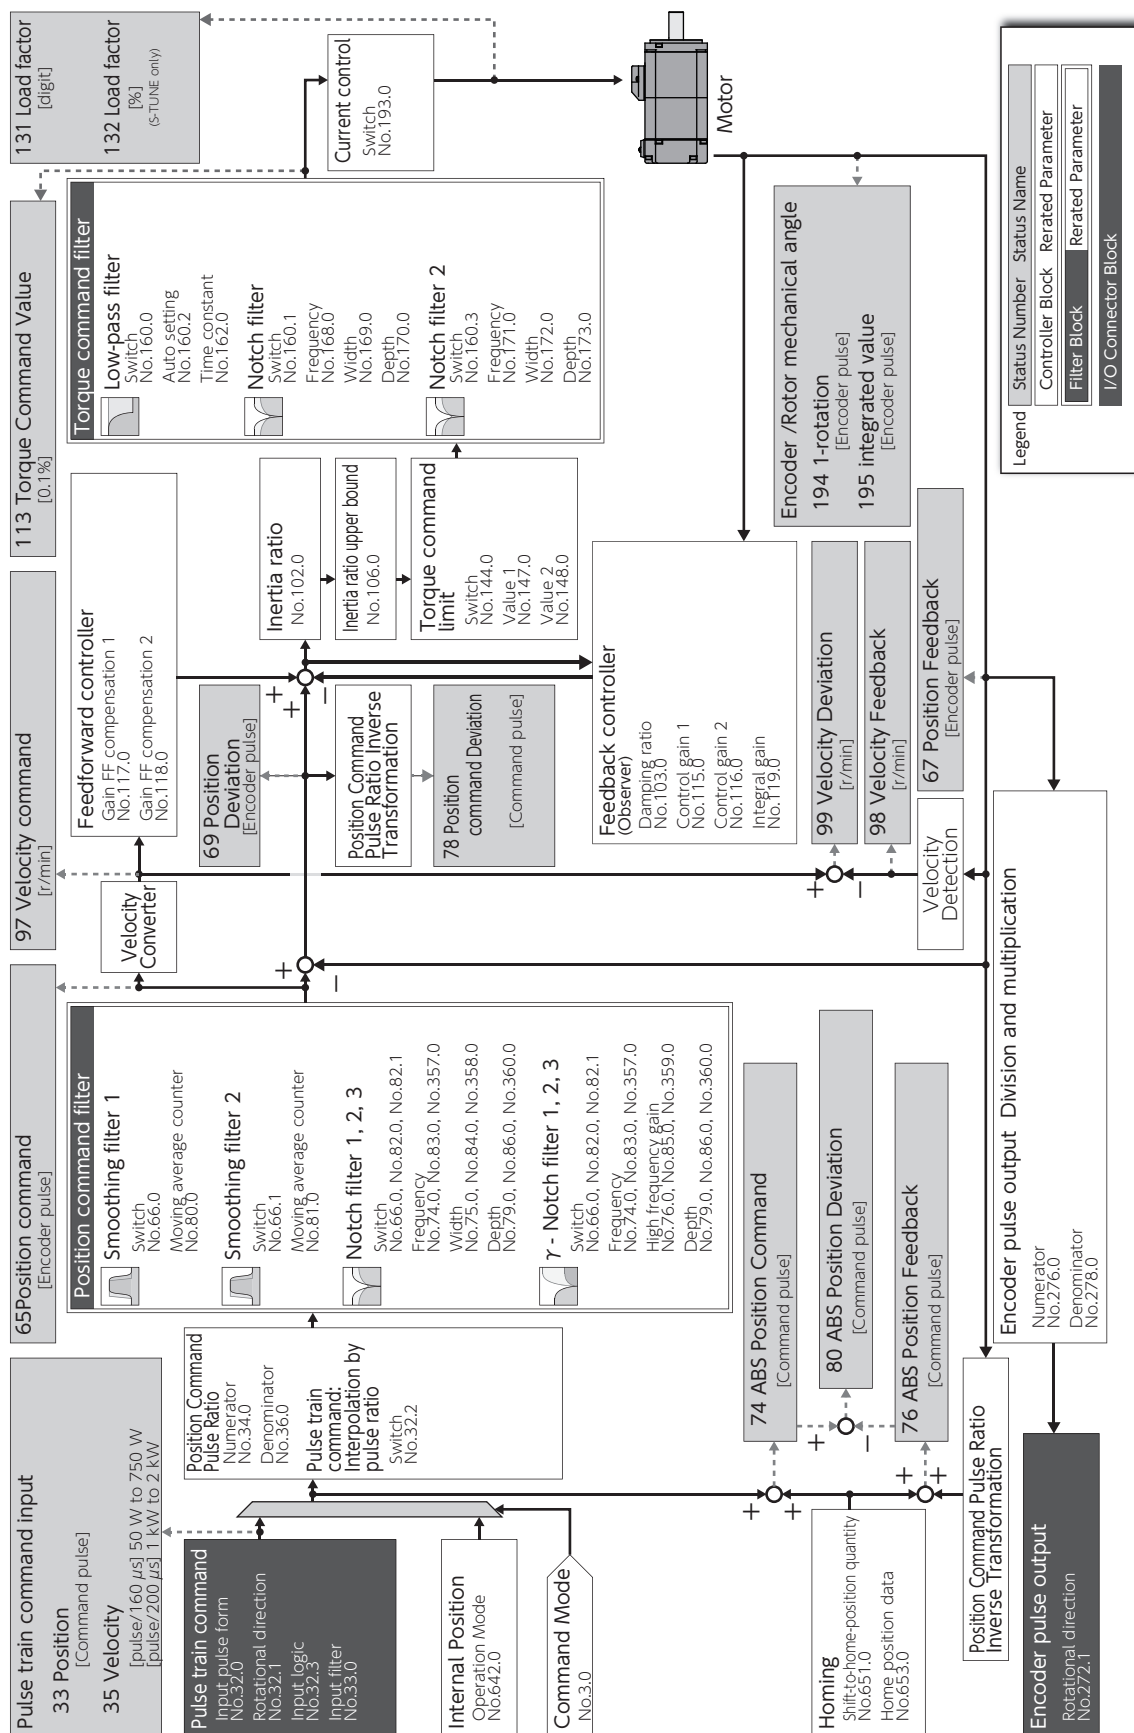 Pulse train command input
33 Position
[Command pulse]
35 Velocity
[pulse/160 µs] 50 W to 750 W
[pulse/200 µs] 1 kW to 2 kW
65Position command
[Encoder pulse]
97 Velocity command
[r/min]
113 Torque Command Value
[0.1%]
131 Load factor
[digit]
132 Load factor
[%]
(S-TUNE only)
Pulse train command
Input pulse form
No.32.0
Rotational direction
No.32.1
Input logic
No.32.3
Input filter
No.33.0
Internal Position
Operation Mode
No.642.0
Command Mode
No.3.0
Position Command
Pulse Ratio
Numerator
No.34.0
Denominator
No.36.0
Pulse train
command:
Interpolation by
pulse ratio
Switch
No.32.2
Position command filter
Smoothing filter 1
Switch
No.66.0
Moving average counter
No.80.0
Smoothing filter 2
Switch
No.66.1
Moving average counter
No.81.0
Notch filter 1, 2, 3
Switch
No.66.0, No.82.0, No.82.1
Frequency
No.74.0, No.83.0, No.357.0
Width
No.75.0, No.84.0, No.358.0
Depth
No.79.0, No.86.0, No.360.0
γ - Notch filter 1, 2, 3
Switch
No.66.0, No.82.0, No.82.1
Frequency
No.74.0, No.83.0, No.357.0
High frequency gain
No.76.0, No.85.0, No.359.0
Depth
No.79.0, No.86.0, No.360.0
Velocity
Converter
+
−
Feedforward controller
Gain FF compensation 1
No.117.0
Gain FF compensation 2
No.118.0
69 Position
Deviation
[Encoder pulse]
Position Command
Pulse Ratio Inverse
Transformation
78 Position
command Deviation
[Command pulse]
+
+
−
Inertia ratio
No.102.0
Inertia ratio upper bound
No.106.0
Torque command
limit
Switch
No.144.0
Value 1
No.147.0
Value 2
No.148.0
Torque command filter
Low-pass filter
Switch
No.160.0
Auto setting
No.160.2
Time constant
No.162.0
Notch filter
Switch
No.160.1
Frequency
No.168.0
Width
No.169.0
Depth
No.170.0
Notch filter 2
Switch
No.160.3
Frequency
No.171.0
Width
No.172.0
Depth
No.173.0
Current control
Switch
No.193.0
Motor
Feedback controller
(Observer)
Damping ratio
No.103.0
Control gain 1
No.115.0
Control gain 2
No.116.0
Integral gain
No.119.0
Encoder /Rotor mechanical angle
194 1-rotation
[Encoder pulse]
195 integrated value
[Encoder pulse]
+
−
99 Velocity Deviation
[r/min]
98 Velocity Feedback
[r/min]
Velocity
Detection
67 Position Feedback
[Encoder pulse]
Homing
Shift-to-home-position quantity
No.651.0
Home position data
No.653.0
+
+
+
+
74 ABS Position Command
[Command pulse]
+
−
80 ABS Position Deviation
[Command pulse]
76 ABS Position Feedback
[Command pulse]
Position Command Pulse Ratio
Inverse Transformation
Encoder pulse output Division and multiplication
Numerator
No.276.0
Denominator
No.278.0
Encoder pulse output
Rotational direction
No.272.1
Legend
Status Number Status Name
Controller Block Rerated Parameter
Filter Block Rerated Parameter
I/O Connector Block